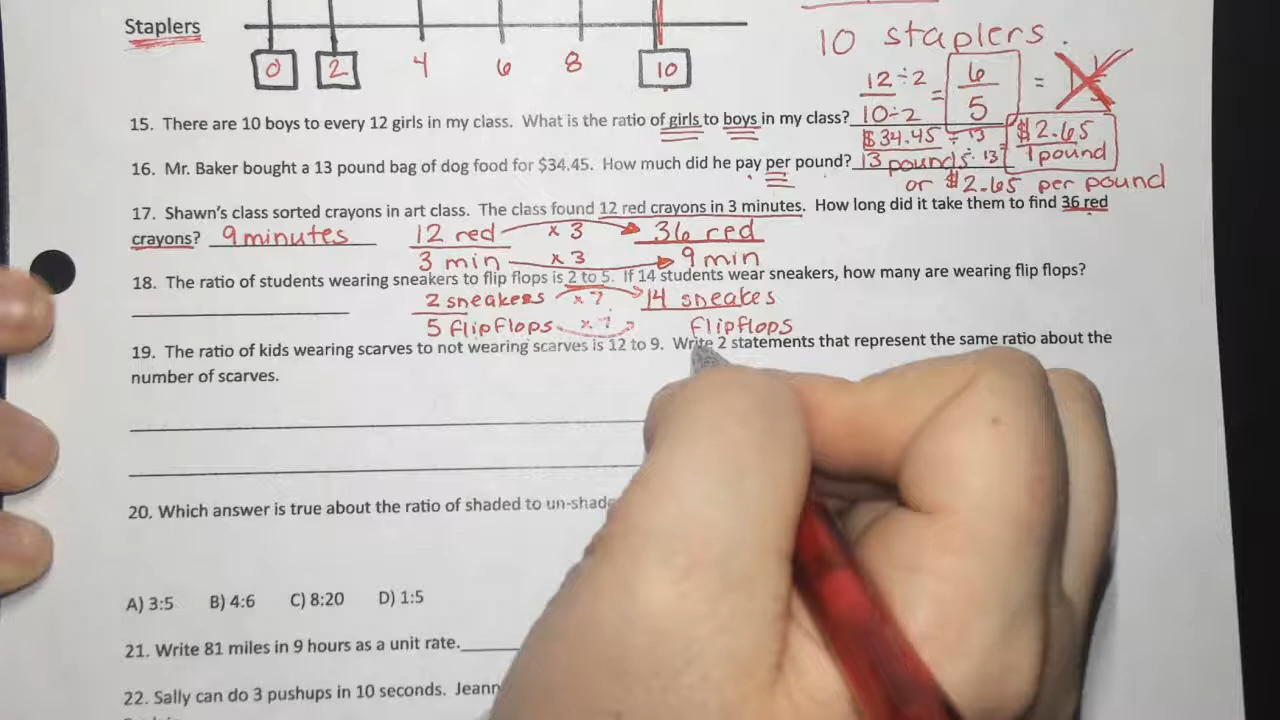 Staplers
0 2 4 6 8 10
10 staplers.
12 ÷2 = 6 =
10 ÷2 5
15. There are 10 boys to every 12 girls in my class. What is the ratio of girls to boys in my class?
$34.45 ÷ 13 = $2.65
16. Mr. Baker bought a 13 pound bag of dog food for $34.45. How much did he pay per pound? 13 pounds ÷ 13 1 pound
or $2.65 per pound
17. Shawn's class sorted crayons in art class. The class found 12 red crayons in 3 minutes. How long did it take them to find 36 red
crayons? 9 minutes 12 red x 3 36 red
3 min x 3 9 min
18. The ratio of students wearing sneakers to flip flops is 2 to 5. If 14 students wear sneakers, how many are wearing flip flops?
2 sneakers x 7 14 sneakes
5 flipflops x 7 flipflops
19. The ratio of kids wearing scarves to not wearing scarves is 12 to 9. Write 2 statements that represent the same ratio about the
number of scarves.
20. Which answer is true about the ratio of shaded to un-shade
A) 3:5 B) 4:6 C) 8:20 D) 1:5
21. Write 81 miles in 9 hours as a unit rate.
22. Sally can do 3 pushups in 10 seconds. Jeann